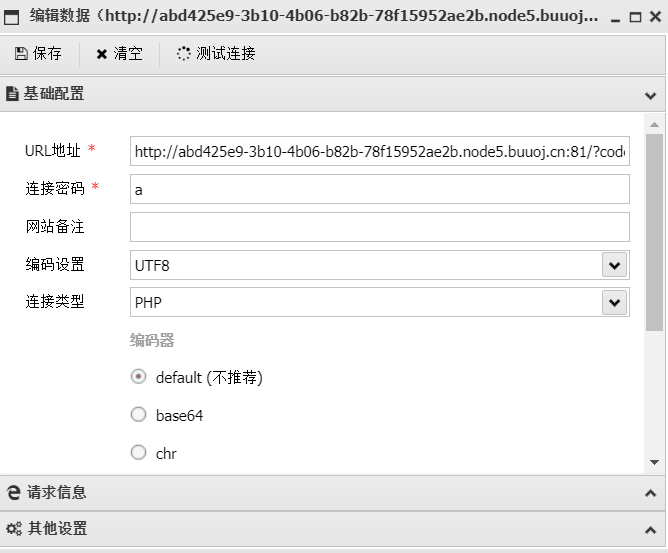 编辑数据（http://abd425e9-3b10-4b06-b82b-78f15952ae2b.node5.buuoj...
保存 清空 测试连接
基础配置
URL地址 * http://abd425e9-3b10-4b06-b82b-78f15952ae2b.node5.buuoj.cn:81/?code
连接密码 * a
网站备注
编码设置 UTF8
连接类型 PHP
编码器
default (不推荐)
base64
chr
请求信息
其他设置